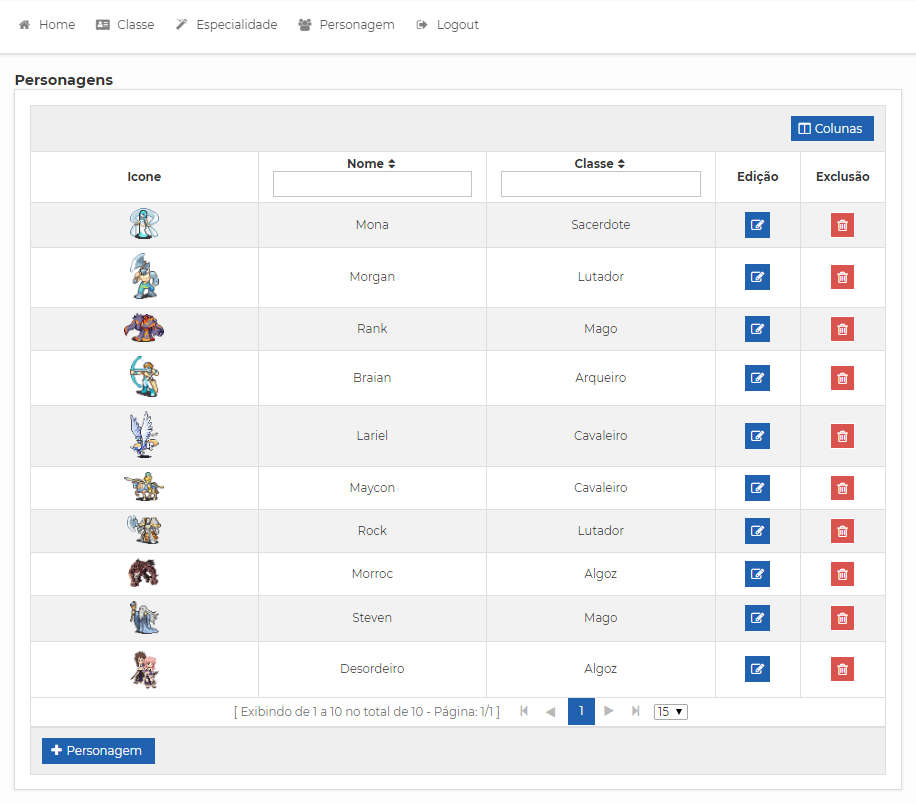 Home Classe Especialidade Personagem Logout
Personagens
Colunas
Icone Nome Classe Edição Exclusão
Mona Sacerdote
Morgan Lutador
Rank Mago
Braian Arqueiro
Lariel Cavaleiro
Maycon Cavaleiro
Rock Lutador
Morroc Algoz
Steven Mago
Desordeiro Algoz
[ Exibindo de 1 a 10 no total de 10 - Página: 1/1 ] 1 15
Personagem